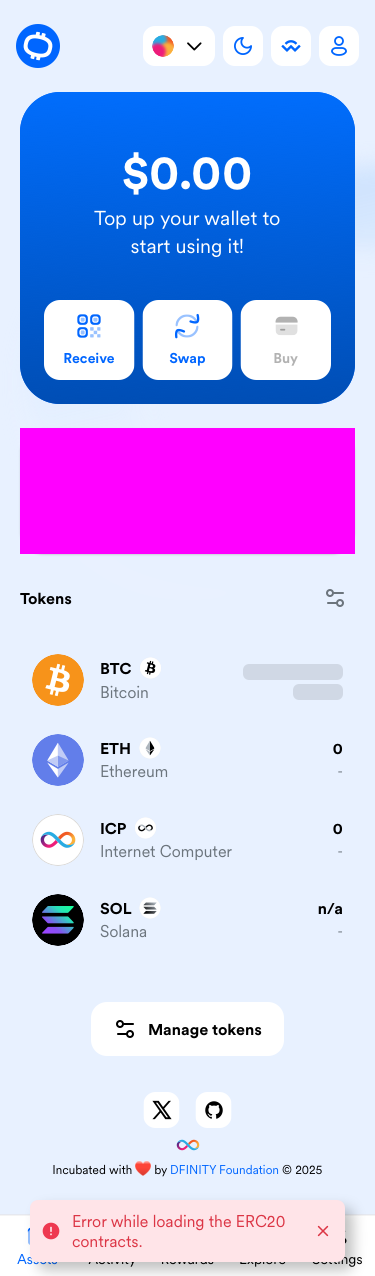 $0.00
Top up your wallet to
start using it!
Receive Swap Buy
Tokens
BTC
Bitcoin
ETH 0
Ethereum -
ICP 0
Internet Computer -
SOL n/a
Solana -
Manage tokens
Incubated with ❤️ by DFINITY Foundation © 2025
Error while loading the ERC20
contracts.
Assets Activity Rewards Explore Settings